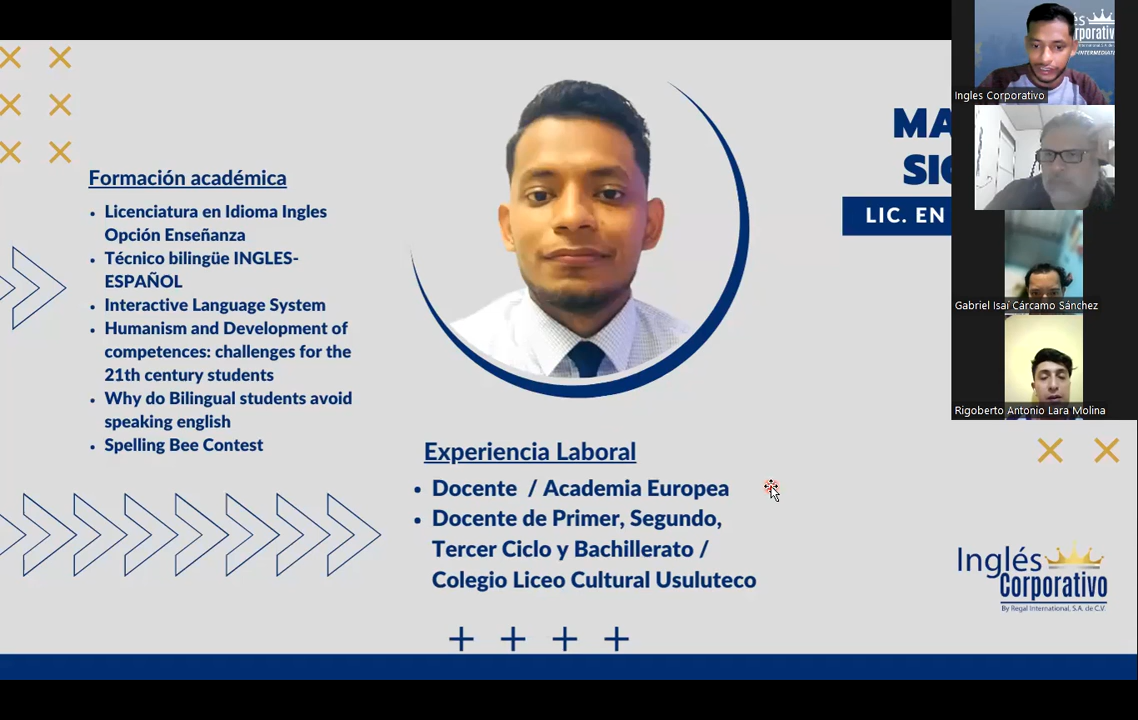 Formación académica
Licenciatura en Idioma Ingles
Opción Enseñanza
Técnico bilingüe INGLES-
ESPAÑOL
Interactive Language System
Humanism and Development of
competences: challenges for the
21th century students
Why do Bilingual students avoid
speaking english
Spelling Bee Contest
Experiencia Laboral
Docente / Academia Europea
Docente de Primer, Segundo,
Tercer Ciclo y Bachillerato /
Colegio Liceo Cultural Usuluteco
LIC. EN
Ingles Corporativo
Gabriel Isaí Cárcamo Sánchez
Rigoberto Antonio Lara Molina
Inglés
Corporativo
By Regal International, S.A. de C.V.